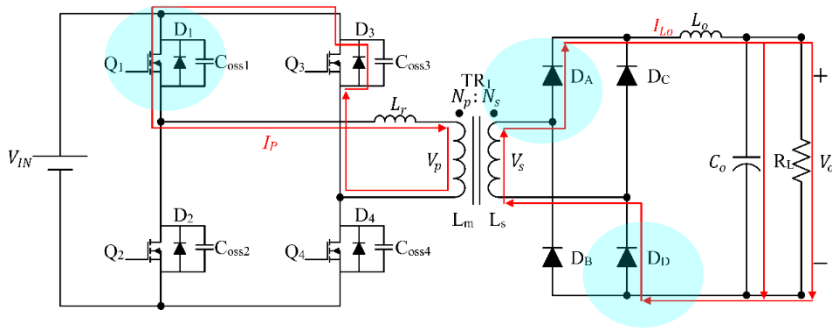 D1
D3
Q1
Coss1
Q3
Coss3
ILo
Lo
DA
DC
TR1
Np:Ns
Lr
IP
VIN
Vp
Vs
Co
RL
Vo
+
−
Lm
Ls
D2
D4
Q2
Coss2
Q4
Coss4
DB
DD